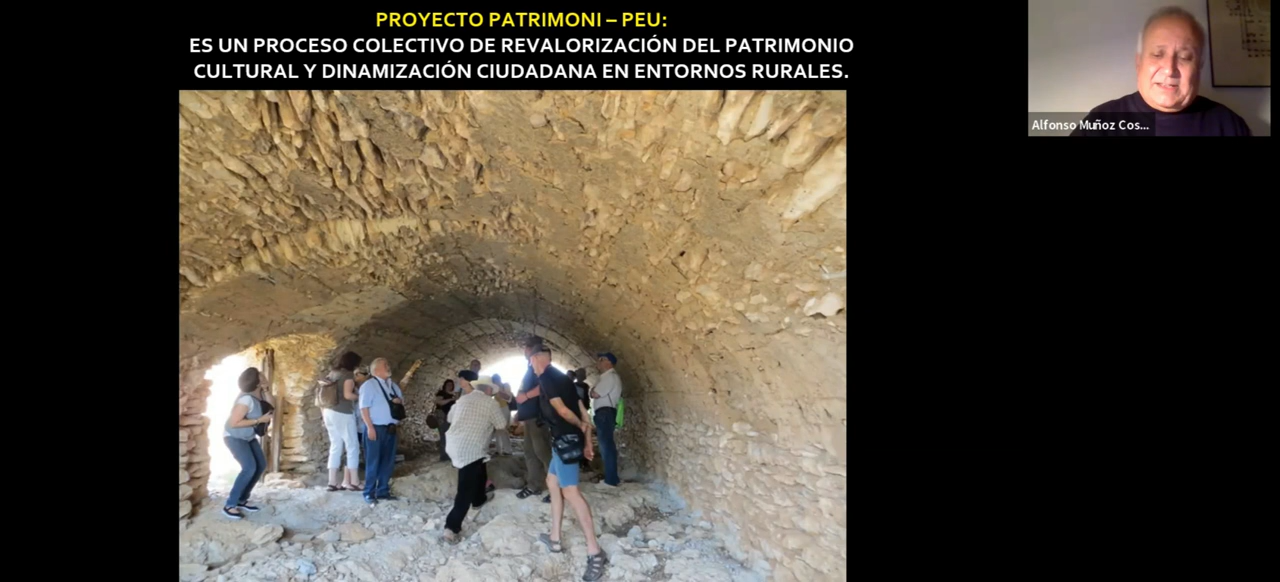 PROYECTO PATRIMONI – PEU:
ES UN PROCESO COLECTIVO DE REVALORIZACIÓN DEL PATRIMONIO
CULTURAL Y DINAMIZACIÓN CIUDADANA EN ENTORNOS RURALES.
Alfonso Muñoz Cos...